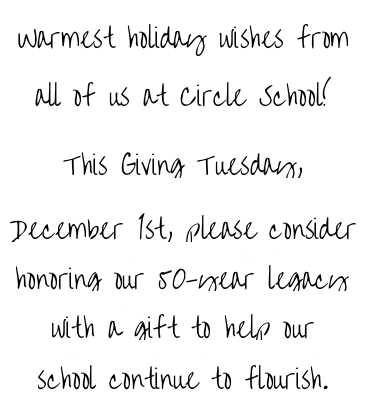 Warmest holiday wishes from
all of us at Circle School!
This Giving Tuesday,
December 1st, please consider
honoring our 50-year legacy
with a gift to help our
school continue to flourish.